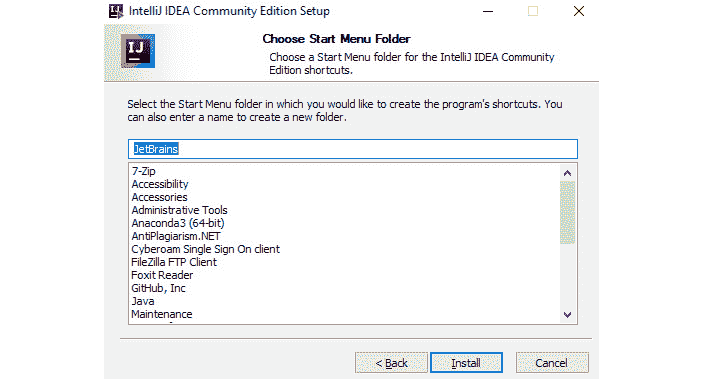 IntelliJ IDEA Community Edition Setup
IJ
Choose Start Menu Folder
Choose a Start Menu folder for the IntelliJ IDEA Community
Edition shortcuts.
Select the Start Menu folder in which you would like to create the program's shortcuts. You
can also enter a name to create a new folder.
JetBrains
7-Zip
Accessibility
Accessories
Administrative Tools
Anaconda3 (64-bit)
AntiPlagiarism.NET
Cyberoam Single Sign On client
FileZilla FTP Client
Foxit Reader
GitHub, Inc
Java
Maintenance
< Back Install Cancel